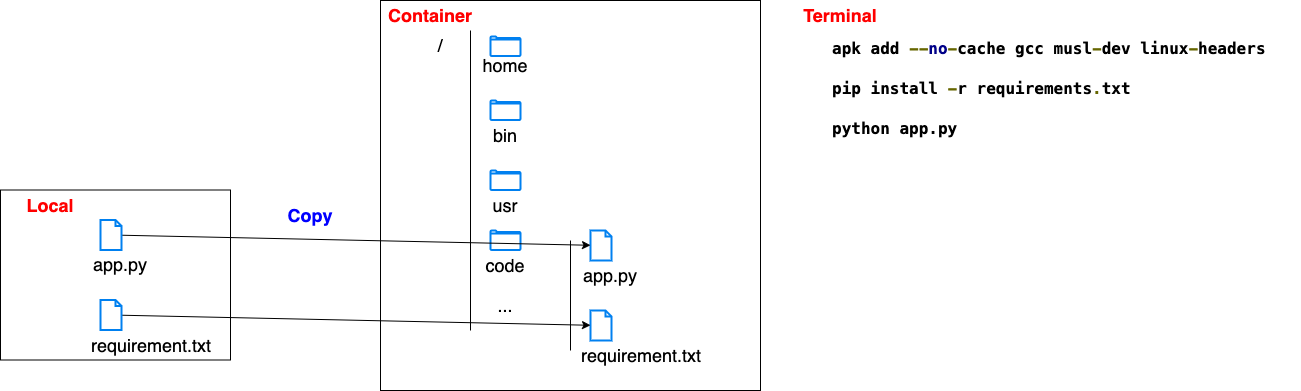 Container
Terminal
/
home
apk add --no-cache gcc musl-dev linux-headers
bin
pip install -r requirements.txt
python app.py
usr
Local
Copy
app.py
code
app.py
...
requirement.txt
requirement.txt